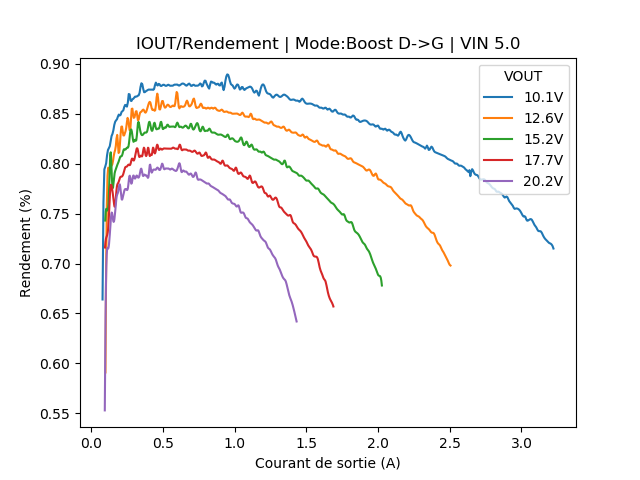 IOUT/Rendement | Mode:Boost D->G | VIN 5.0
VOUT
10.1V
12.6V
15.2V
17.7V
20.2V
Rendement (%)
0.90
0.85
0.80
0.75
0.70
0.65
0.60
0.55
0.0 0.5 1.0 1.5 2.0 2.5 3.0
Courant de sortie (A)